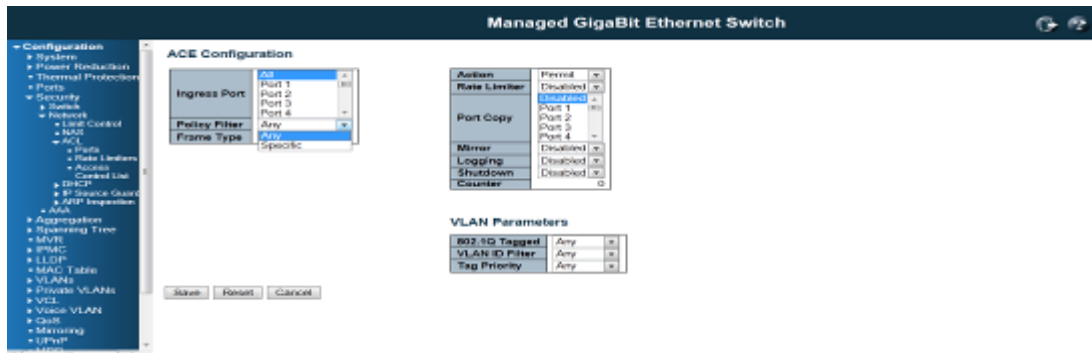 Managed GigaBit Ethernet Switch
Configuration
System
Power Reduction
Thermal Protection
Ports
Security
Switch
Network
Limit Control
NAS
ACL
Ports
Rate Limiters
Access
Control List
DHCP
IP Source Guard
ARP Inspection
AAA
Aggregation
Spanning Tree
MVR
IPMC
LLDP
MAC Table
VLANs
Private VLANs
VCL
Voice VLAN
QoS
Mirroring
UPnP
ACE Configuration
Ingress Port
All
Port 1
Port 2
Port 3
Port 4
Policy Filter Any
Frame Type Any
Specific
Action Permit
Rate Limiter Disabled
Port Copy
Disabled
Port 1
Port 2
Port 3
Port 4
Mirror Disabled
Logging Disabled
Shutdown Disabled
Counter 0
VLAN Parameters
802.1Q Tagged Any
VLAN ID Filter Any
Tag Priority Any
Save Reset Cancel